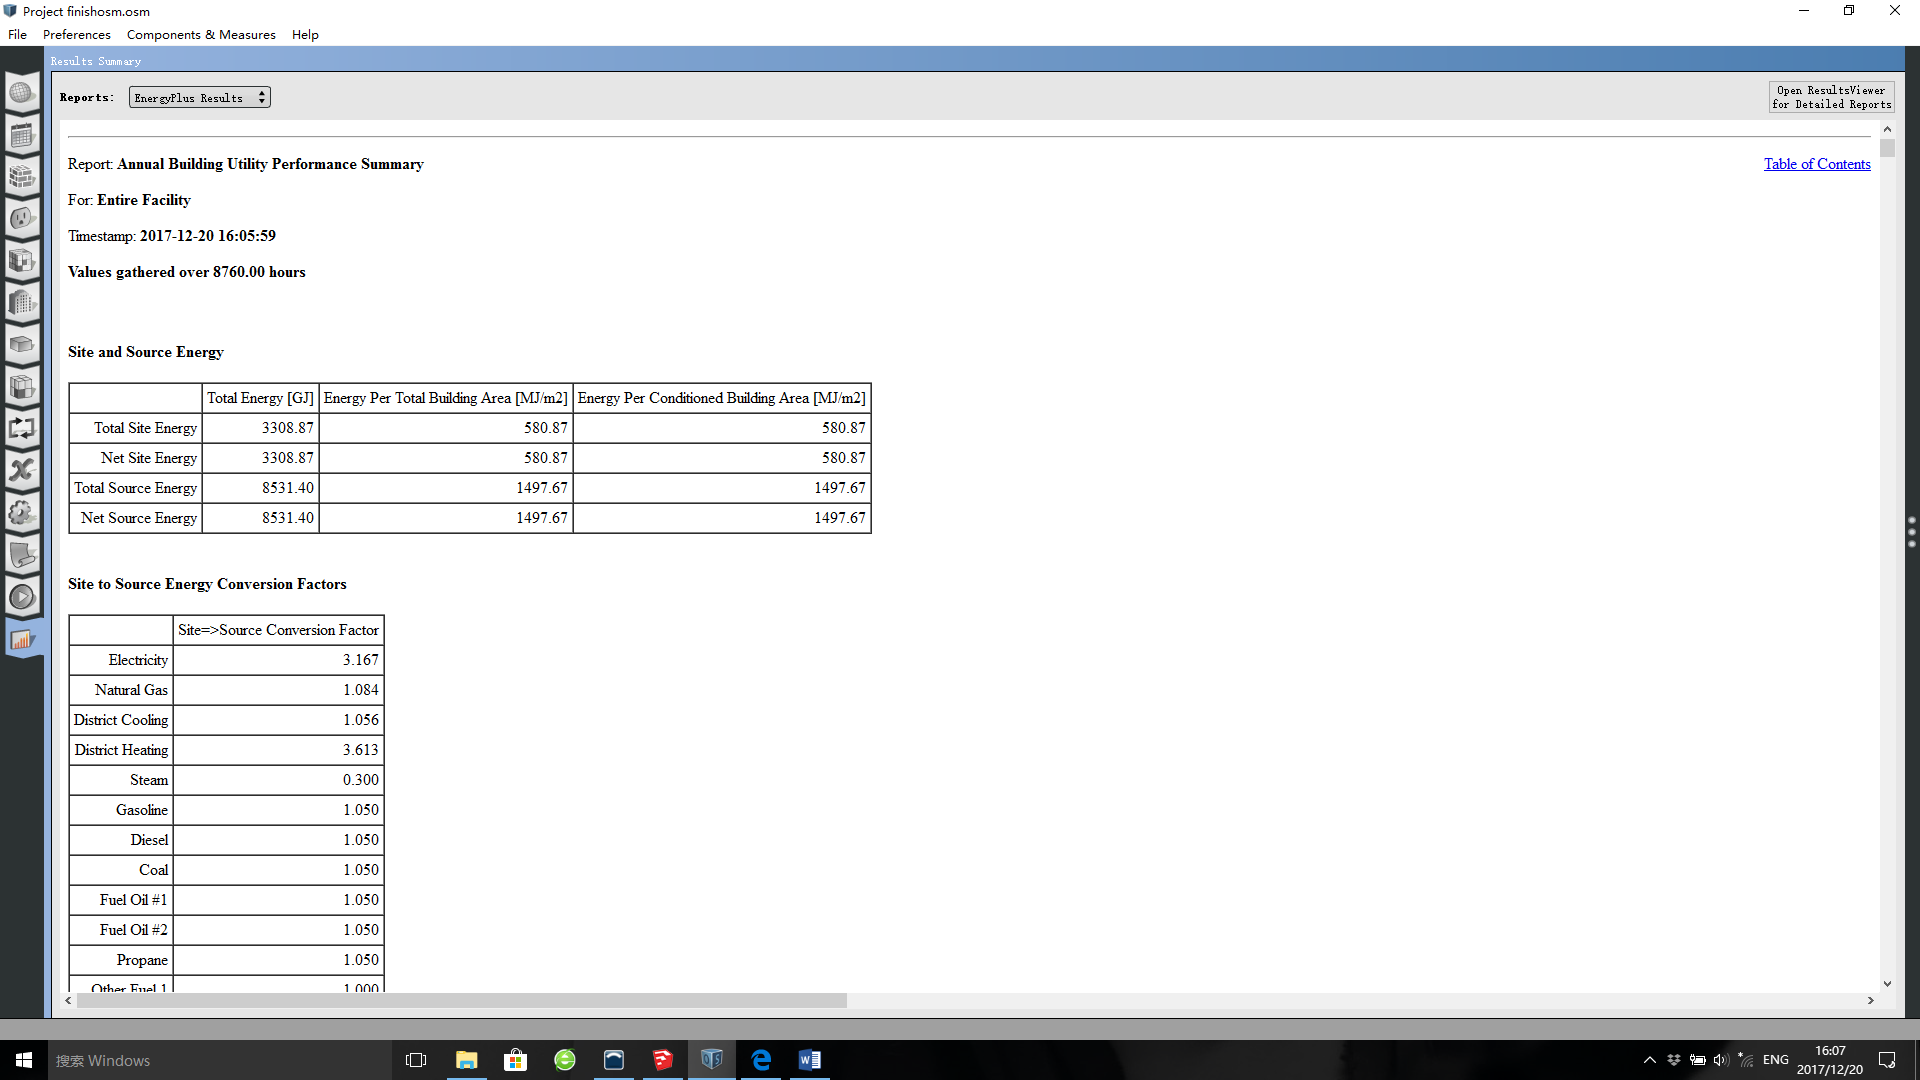 Project finishosm.osm
File Preferences Components & Measures Help
Results Summary
Reports: EnergyPlus Results
Open ResultsViewer
for Detailed Reports
Report: Annual Building Utility Performance Summary
Table of Contents
For: Entire Facility
Timestamp: 2017-12-20 16:05:59
Values gathered over 8760.00 hours
Site and Source Energy
Total Energy [GJ] Energy Per Total Building Area [MJ/m2] Energy Per Conditioned Building Area [MJ/m2]
Total Site Energy 3308.87 580.87 580.87
Net Site Energy 3308.87 580.87 580.87
Total Source Energy 8531.40 1497.67 1497.67
Net Source Energy 8531.40 1497.67 1497.67
Site to Source Energy Conversion Factors
Site=>Source Conversion Factor
Electricity 3.167
Natural Gas 1.084
District Cooling 1.056
District Heating 3.613
Steam 0.300
Gasoline 1.050
Diesel 1.050
Coal 1.050
Fuel Oil #1 1.050
Fuel Oil #2 1.050
Propane 1.050
Other Fuel 1 1.000
搜索 Windows
ENG
16:07
2017/12/20